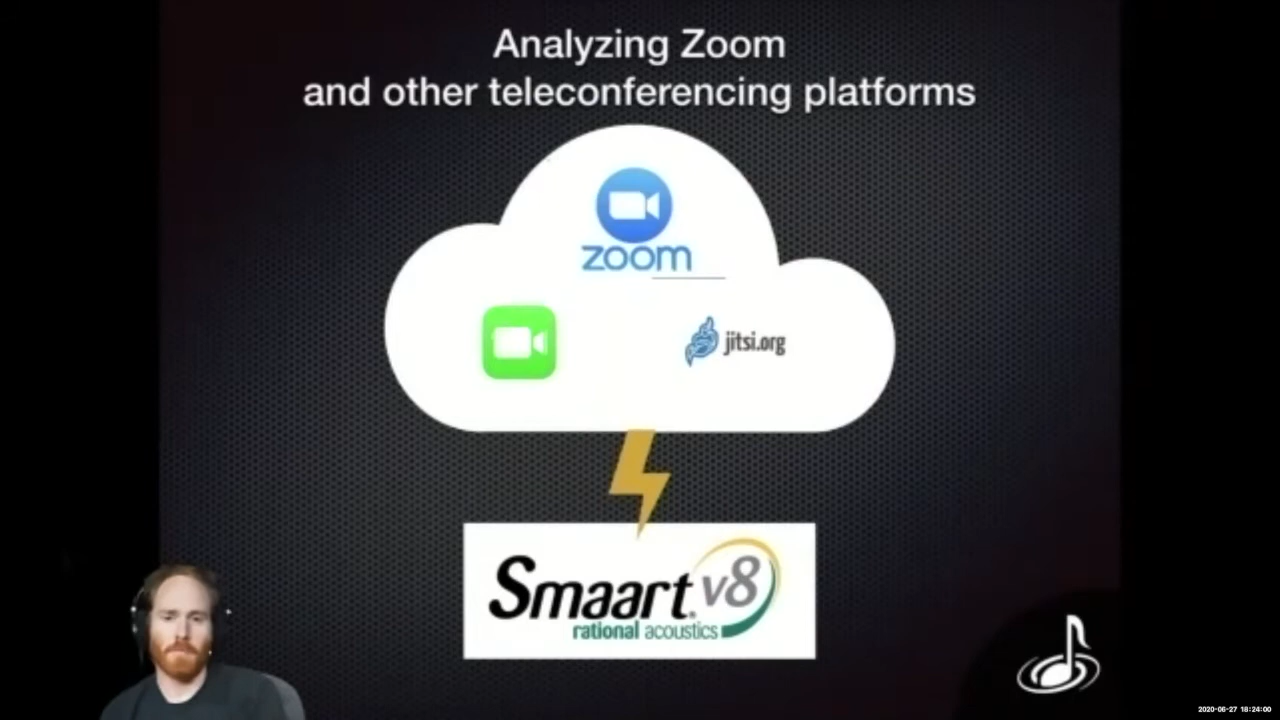 Analyzing Zoom
and other teleconferencing platforms
zoom
jitsi.org
Smaart® v8
rational acoustics
2020-06-27 18:24:00